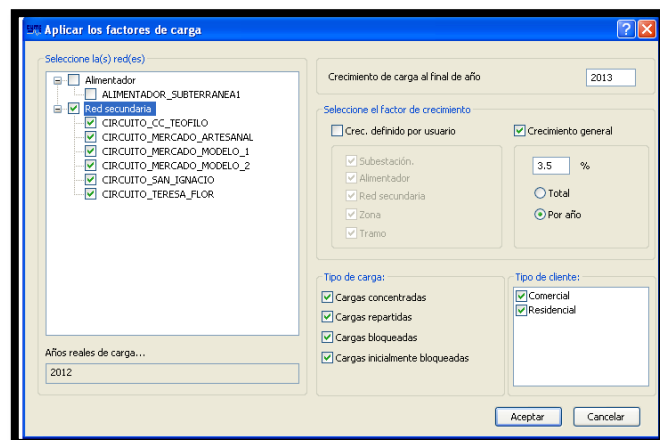 Aplicar los factores de carga
Seleccione la(s) red(es)
Alimentador
ALIMENTADOR_SUBTERRANEA1
Red secundaria
CIRCUITO_CC_TEOFILO
CIRCUITO_MERCADO_ARTESANAL
CIRCUITO_MERCADO_MODELO_1
CIRCUITO_MERCADO_MODELO_2
CIRCUITO_SAN_IGNACIO
CIRCUITO_TERESA_FLOR
Años reales de carga...
2012
Crecimiento de carga al final de año 2013
Seleccione el factor de crecimiento
Crec. definido por usuario
Subestación.
Alimentador
Red secundaria
Zona
Tramo
Crecimiento general
3.5 %
Total
Por año
Tipo de carga:
Cargas concentradas
Cargas repartidas
Cargas bloqueadas
Cargas inicialmente bloqueadas
Tipo de cliente:
Comercial
Residencial
Aceptar Cancelar